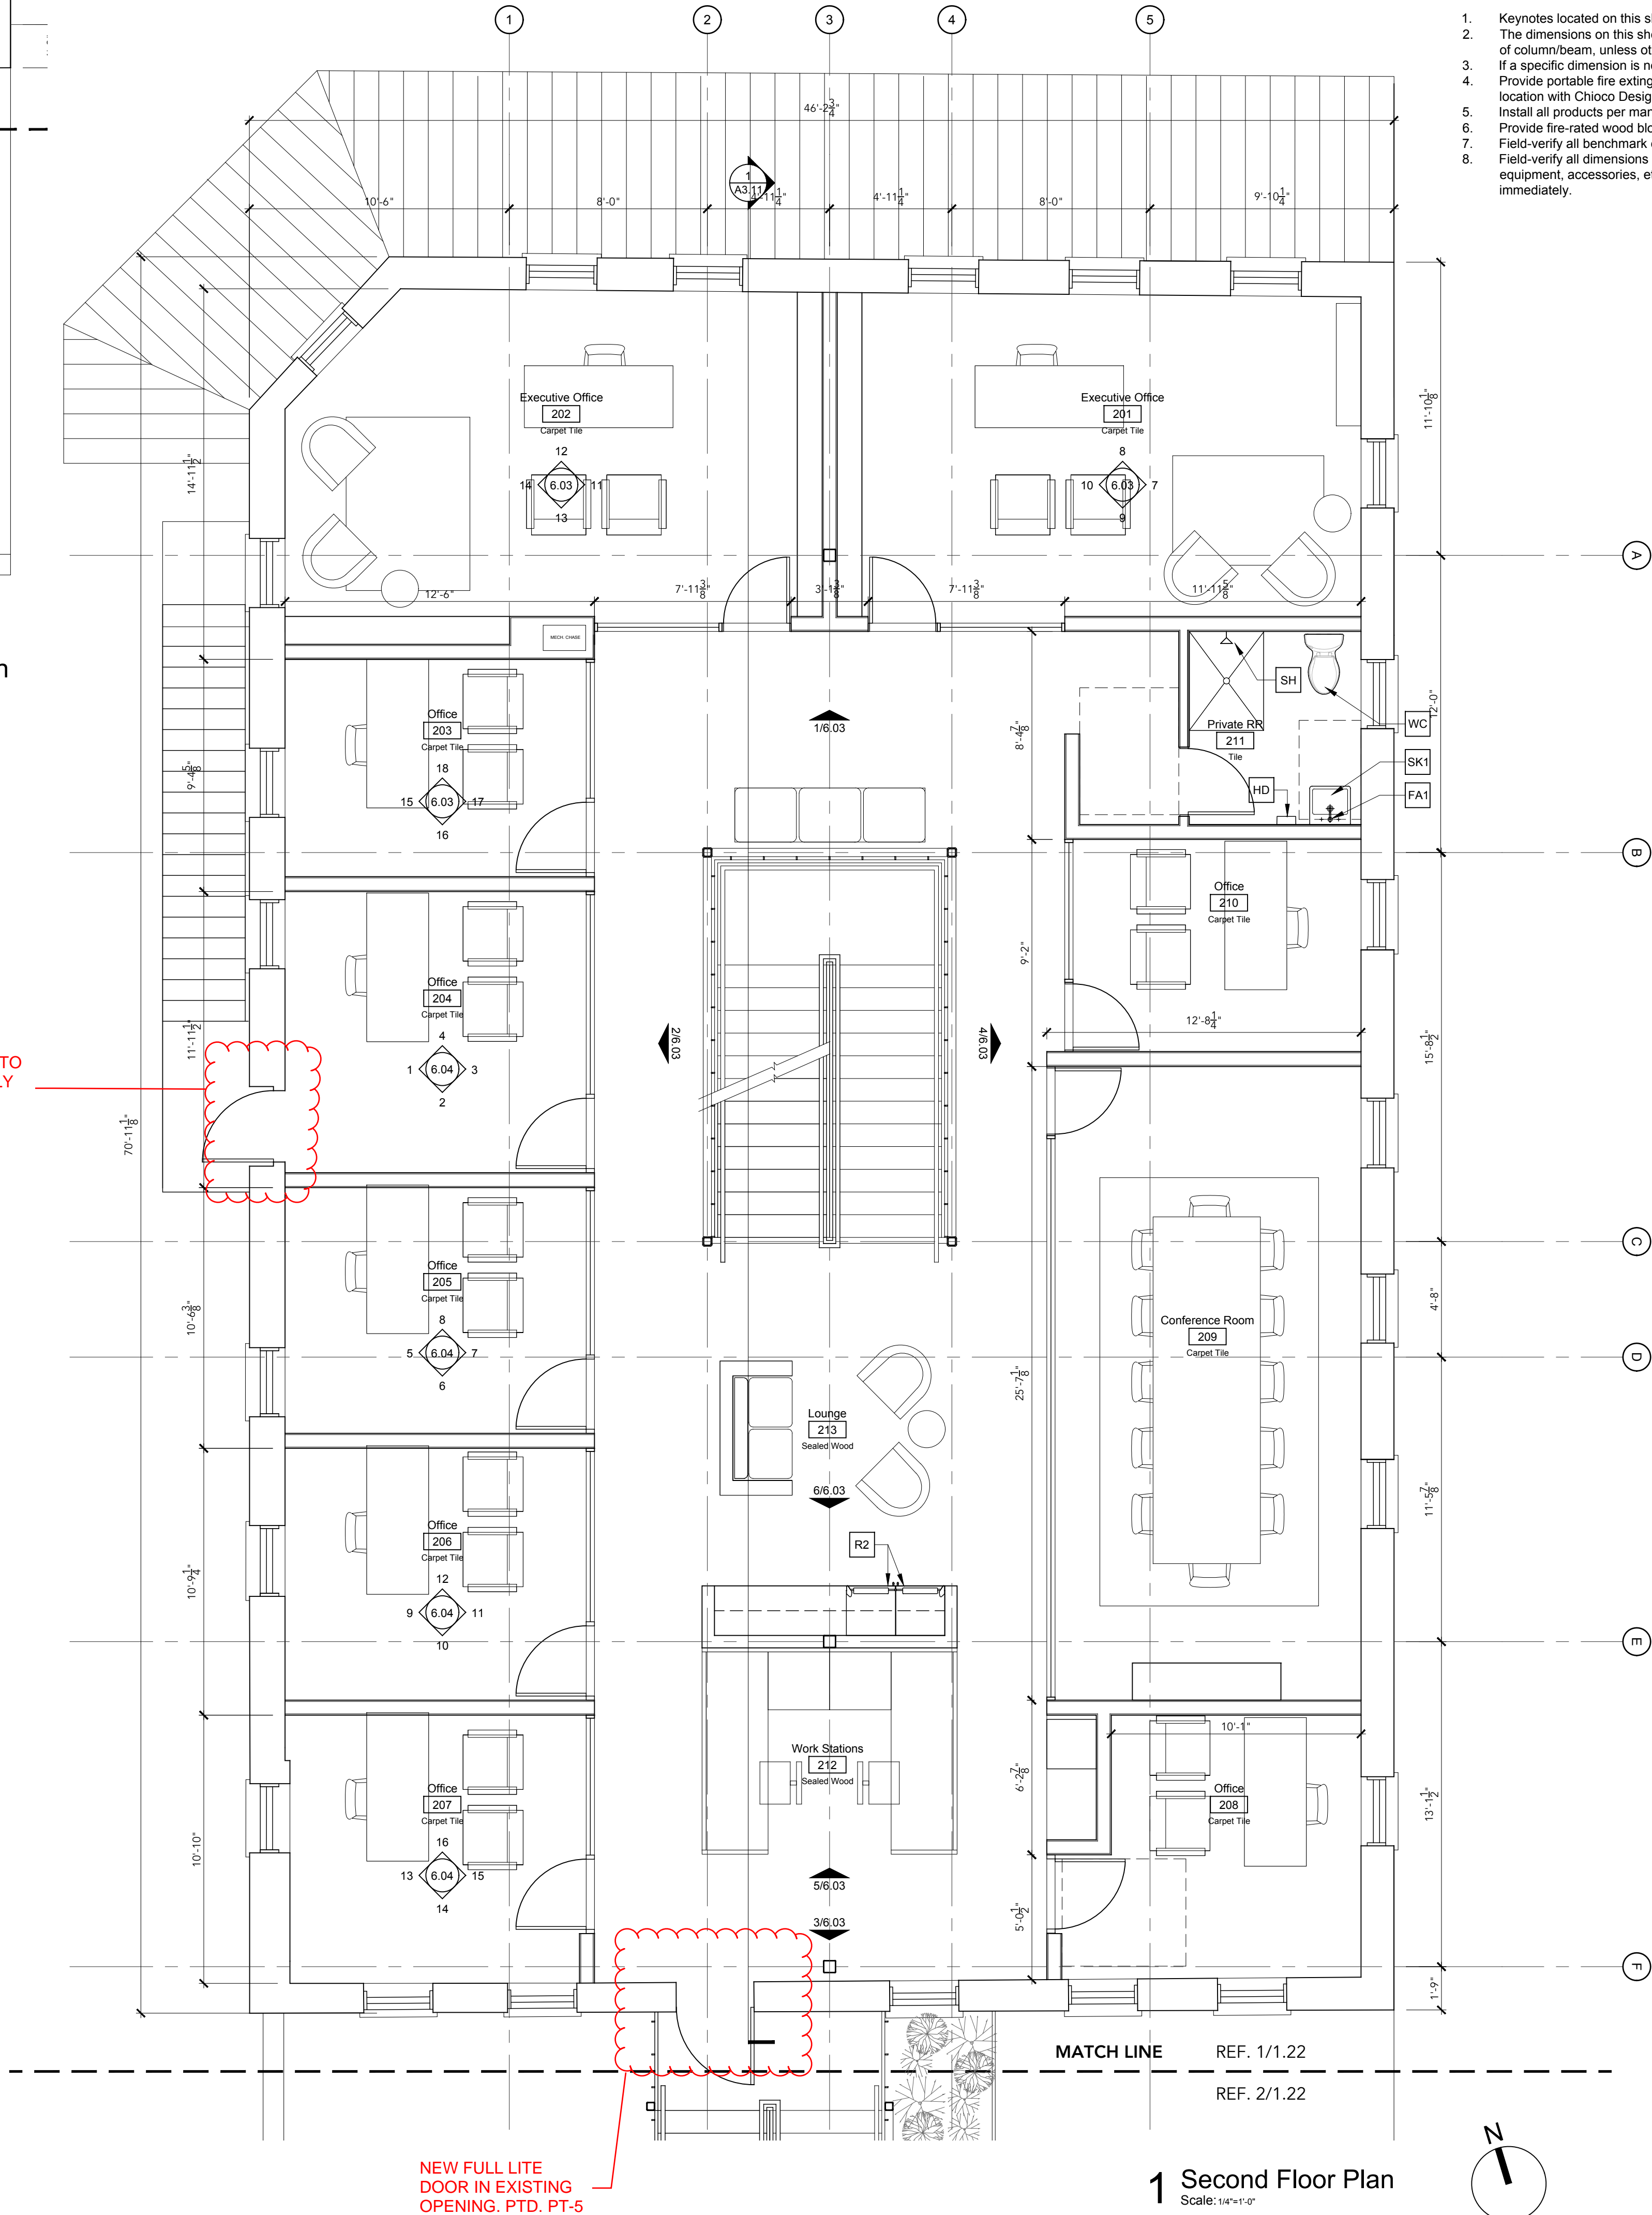 1
2
3
4
5
1. Keynotes located on this s
2. The dimensions on this she
of column/beam, unless ot
3. If a specific dimension is n
4. Provide portable fire exting
location with Chioco Desig
5. Install all products per man
6. Provide fire-rated wood blo
7. Field-verify all benchmark
8. Field-verify all dimensions
equipment, accessories, et
immediately.
46'-2 3/4"
1
A3.11
10'-6"
8'-0"
4'-11 1/4"
4'-11 1/4"
8'-0"
9'-10 1/4"
Executive Office
202
Carpet Tile
12
14 6.03 11
13
Executive Office
201
Carpet Tile
8
10 6.03 7
9
11'-10 1/8"
14'-11 1/2"
A
12'-6"
7'-11 3/8"
3'-1 3/8"
7'-11 3/8"
11'-11 5/8"
MECH. CHASE
SH
WC
12'-0"
Office
203
Carpet Tile
18
15 6.03 17
16
1/6.03
8'-4 7/8"
Private RR
211
Tile
SK1
HD
FA1
9'-4 5/8"
B
Office
210
Carpet Tile
9'-2"
12'-8 1/4"
Office
204
Carpet Tile
4
1 6.04 3
2
2/6.03
4/6.03
11'-11 1/2"
15'-8 1/2"
TO
LY
70'-11 1/8"
C
Office
205
Carpet Tile
8
5 6.04 7
6
10'-6 3/8"
4'-8"
Conference Room
209
Carpet Tile
D
25'-7 1/8"
Lounge
213
Sealed Wood
6/6.03
R2
11'-5 7/8"
Office
206
Carpet Tile
12
9 6.04 11
10
10'-9 1/4"
E
10'-1"
Work Stations
212
Sealed Wood
6'-2 7/8"
Office
208
Carpet Tile
13'-1 1/2"
Office
207
Carpet Tile
16
13 6.04 15
14
10'-10"
5/6.03
3/6.03
5'-0 1/2"
F
1'-9"
MATCH LINE REF. 1/1.22
REF. 2/1.22
NEW FULL LITE
DOOR IN EXISTING
OPENING. PTD. PT-5
1 Second Floor Plan
Scale: 1/4"=1'-0"
N